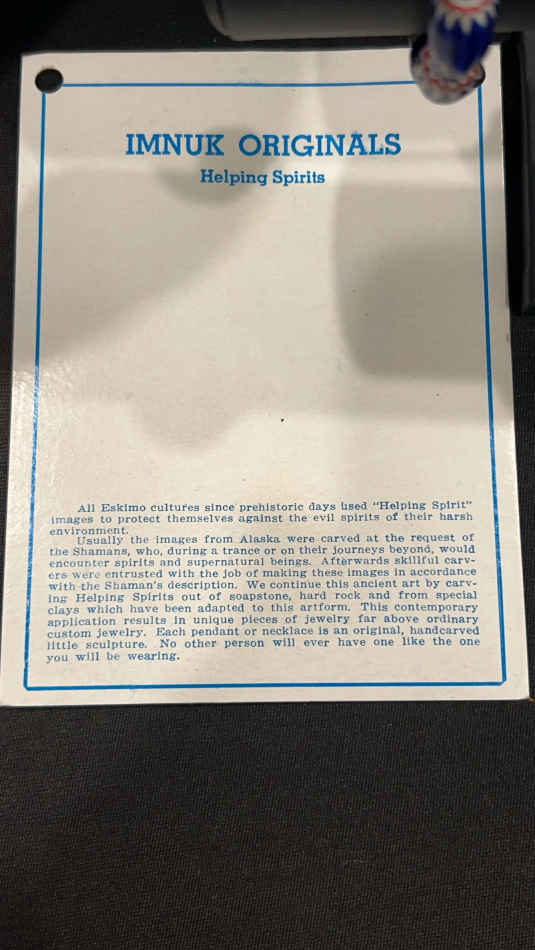 IMNUK ORIGINALS
Helping Spirits
All Eskimo cultures since prehistoric days used "Helping Spirit"
images to protect themselves against the evil spirits of their harsh
environment.
Usually the images from Alaska were carved at the request of
the Shamans, who, during a trance or on their journeys beyond, would
encounter spirits and supernatural beings. Afterwards skillful carv-
ers were entrusted with the job of making these images in accordance
with the Shaman's description. We continue this ancient art by carv-
ing Helping Spirits out of soapstone, hard rock and from special
clays which have been adapted to this artform. This contemporary
application results in unique pieces of jewelry far above ordinary
custom jewelry. Each pendant or necklace is an original, handcarved
little sculpture. No other person will ever have one like the one
you will be wearing.